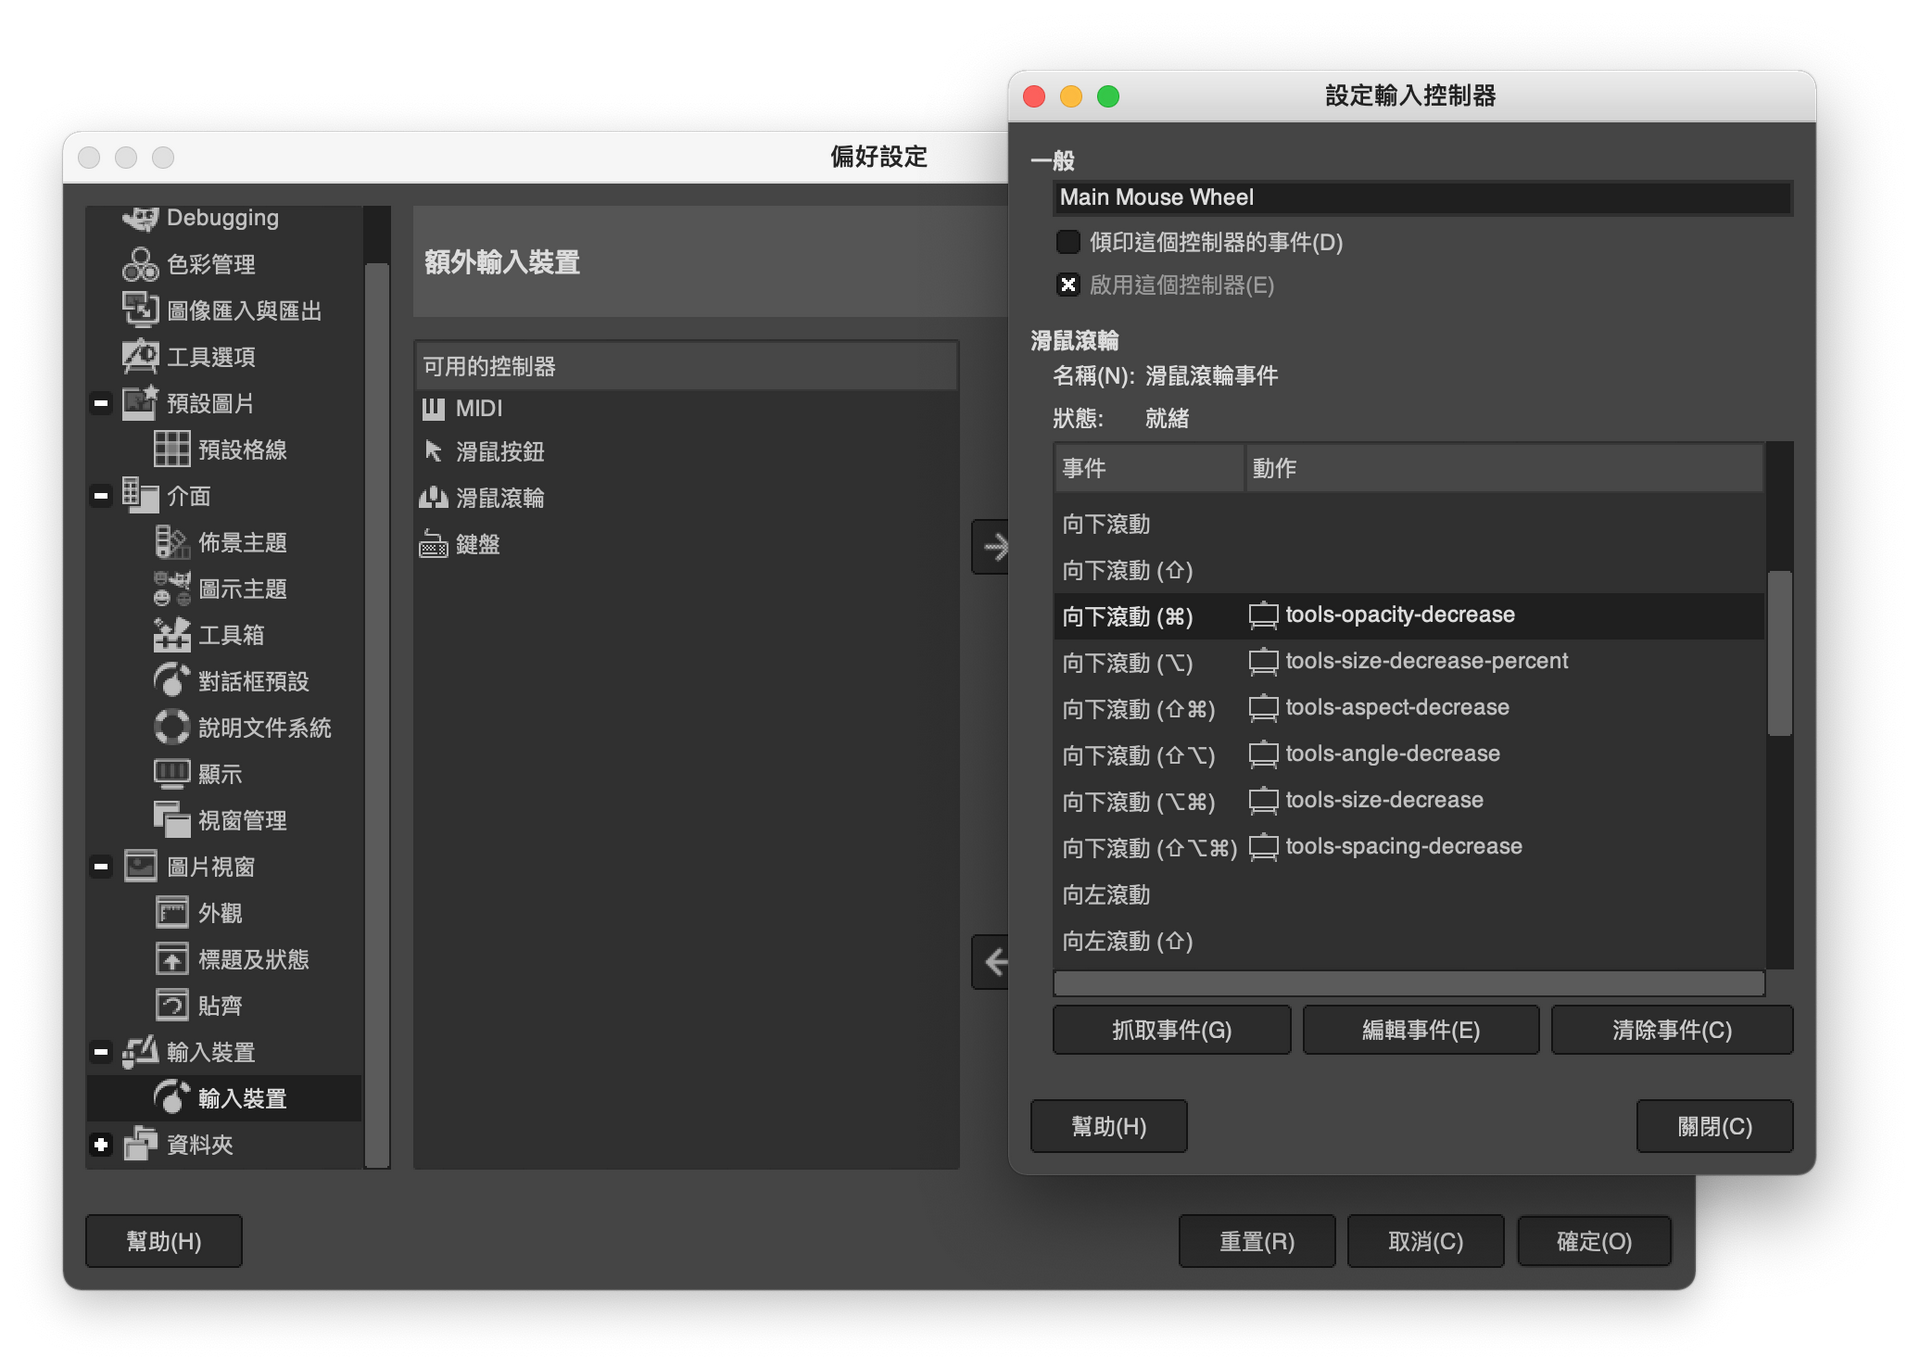 偏好設定
Debugging
色彩管理
圖像匯入與匯出
工具選項
預設圖片
預設格線
介面
佈景主題
圖示主題
工具箱
對話框預設
說明文件系統
顯示
視窗管理
圖片視窗
外觀
標題及狀態
貼齊
輸入裝置
輸入裝置
資料夾
額外輸入裝置
可用的控制器
MIDI
滑鼠按鈕
滑鼠滾輪
鍵盤
幫助(H)
重置(R)
取消(C)
確定(O)
設定輸入控制器
一般
Main Mouse Wheel
傾印這個控制器的事件(D)
啟用這個控制器(E)
滑鼠滾輪
名稱(N): 滑鼠滾輪事件
狀態: 就緒
事件 動作
向下滾動
向下滾動 (⇧)
向下滾動 (⌘) tools-opacity-decrease
向下滾動 (⌥) tools-size-decrease-percent
向下滾動 (⇧⌘) tools-aspect-decrease
向下滾動 (⇧⌥) tools-angle-decrease
向下滾動 (⌥⌘) tools-size-decrease
向下滾動 (⇧⌥⌘) tools-spacing-decrease
向左滾動
向左滾動 (⇧)
抓取事件(G) 編輯事件(E) 清除事件(C)
幫助(H) 關閉(C)